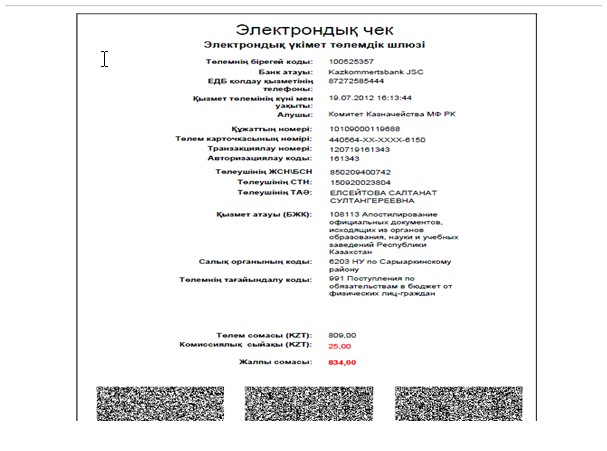 Электрондық чек
Электрондық үкімет төлемдік шлюзі
Төлемнің бірегей коды: 100525357
Банк атауы: Kazkommertsbank JSC
ЕДБ қолдау қызметінің телефоны: 87272585444
Қызмет төлемінің күні мен уақыты: 19.07.2012 16:13:44
Алушы: Комитет Казначейства МФ РК
Құжаттың номері: 10109000119688
Төлем карточкасының нөмірі: 440564-XX-XXXX-6150
Транзакциялау номері: 120719161343
Авторизациялау коды: 161343
Төлеушінің ЖСН\БСН 850209400742
Төлеушінің СТН: 150920023804
Төлеушінің ТАӘ: ЕЛСЕЙТОВА САЛТАНАТ
СУЛТАНГЕРЕЕВНА
Қызмет атауы (БЖК): 108113 Апостилирование
официальных документов,
исходящих из органов
образования, науки и учебных
заведений Республики
Казахстан
Салық органының коды: 6203 НУ по Сарыаркинскому
району
Төлемнің тағайындалу коды: 991 Поступления по
обязательствам в бюджет от
физических лиц-граждан
Төлем сомасы (KZT): 809,00
Комиссиялық сыйақы (KZT): 25,00
Жалпы сомасы: 834,00